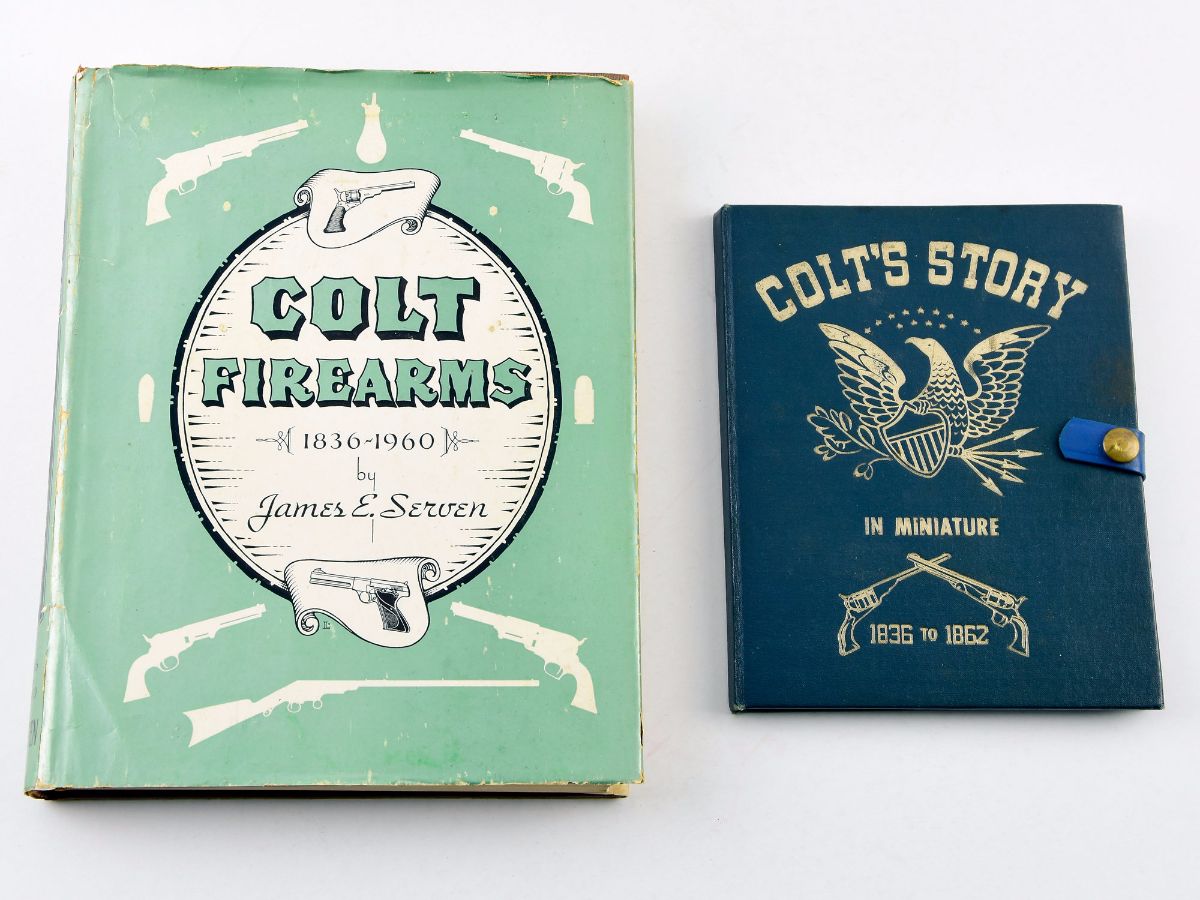 COLT
FIREARMS
1836-1960
by
James E. Serven
COLT'S STORY
IN MINIATURE
1836 TO 1862